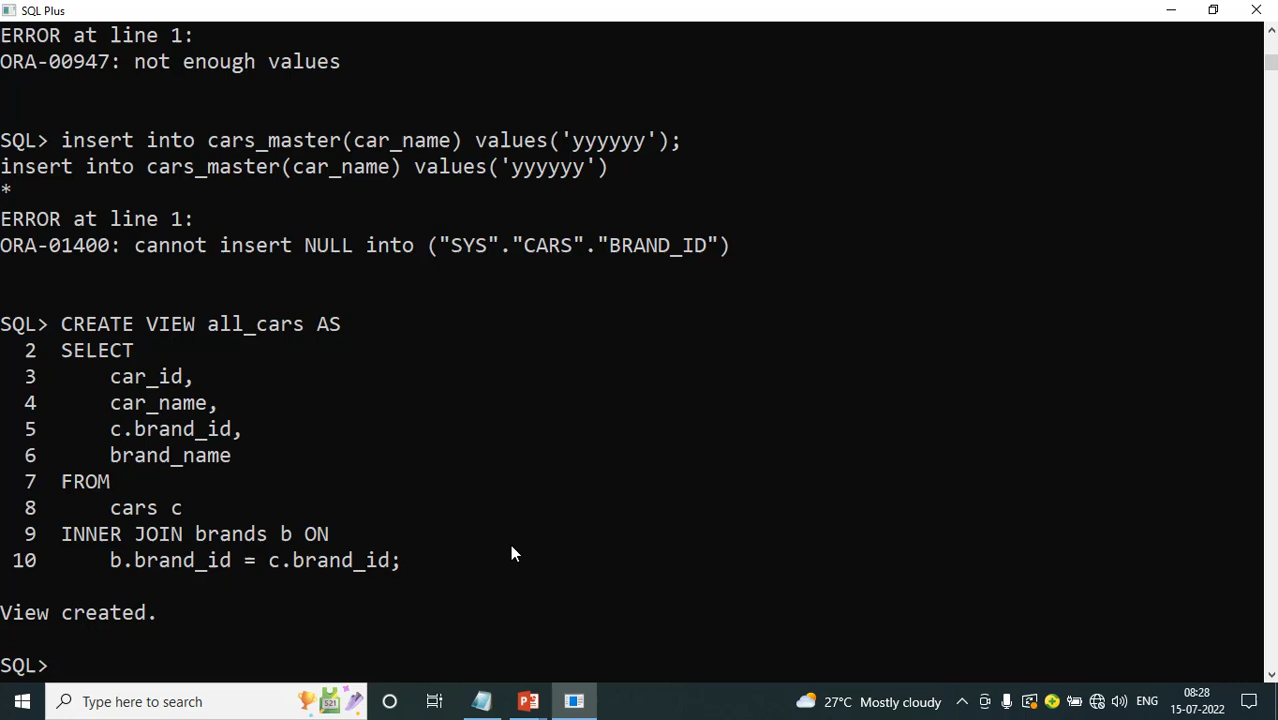 SQL Plus
ERROR at line 1:
ORA-00947: not enough values
SQL> insert into cars_master(car_name) values('yyyyyy');
insert into cars_master(car_name) values('yyyyyy')
*
ERROR at line 1:
ORA-01400: cannot insert NULL into ("SYS"."CARS"."BRAND_ID")
SQL> CREATE VIEW all_cars AS
2 SELECT
3 car_id,
4 car_name,
5 c.brand_id,
6 brand_name
7 FROM
8 cars c
9 INNER JOIN brands b ON
10 b.brand_id = c.brand_id;
View created.
SQL>
Type here to search
521
27°C Mostly cloudy
ENG
08:28
15-07-2022